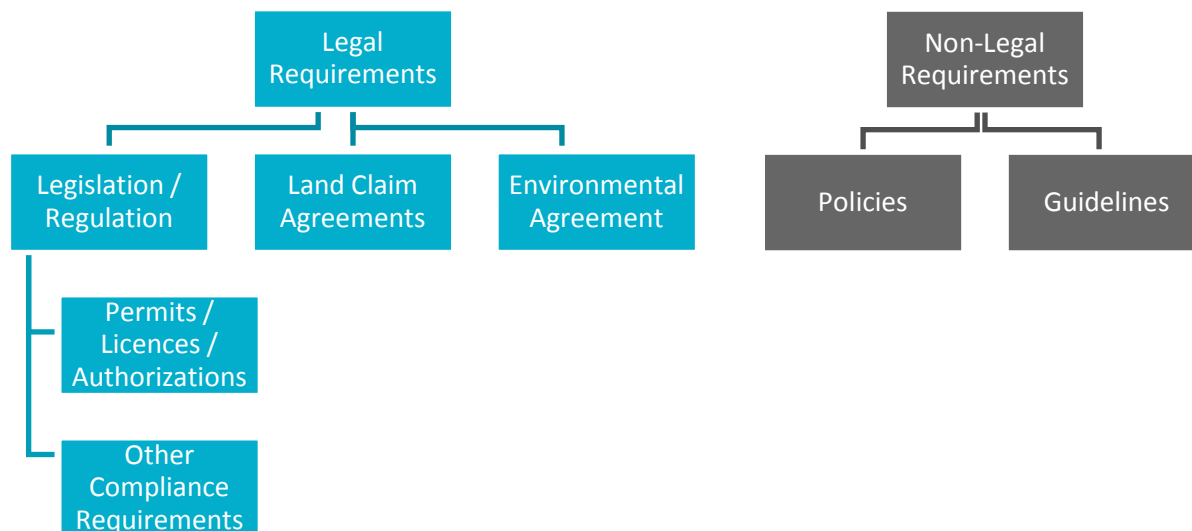 Legal
Requirements
Non-Legal
Requirements
Legislation /
Regulation
Land Claim
Agreements
Environmental
Agreement
Policies
Guidelines
Permits /
Licences /
Authorizations
Other
Compliance
Requirements